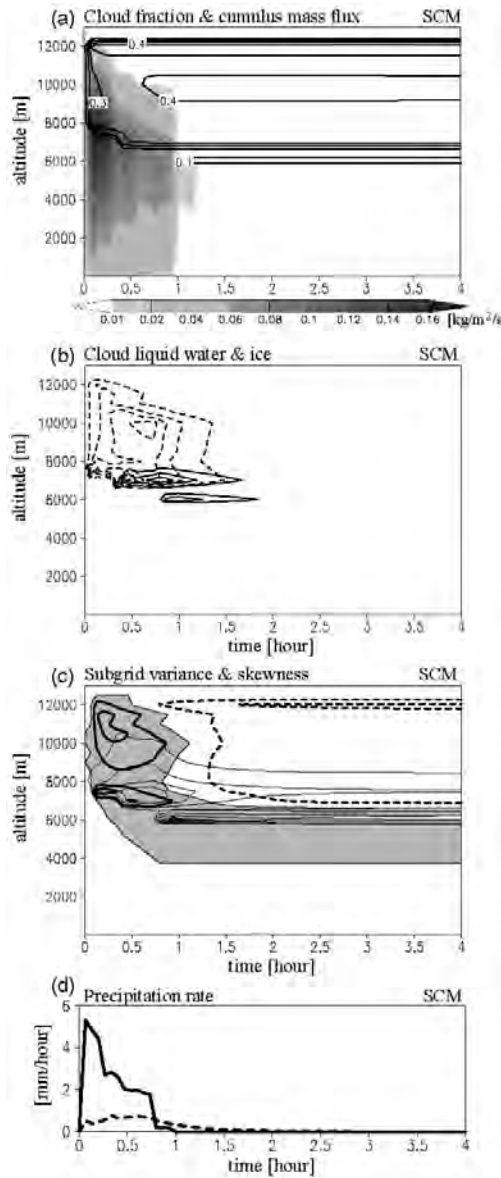 (a) Cloud fraction & cumulus mass flux SCM
12000
10000
8000
6000
4000
2000
altitude [m]
0.4
0.3
0.4
0.1
0 0.5 1 1.5 2 2.5 3 3.5 4
0.01 0.02 0.04 0.06 0.08 0.10 0.12 0.14 0.16 [kg/m²/s]
(b) Cloud liquid water & ice SCM
12000
10000
8000
6000
4000
2000
altitude [m]
0 0.5 1 1.5 2 2.5 3 3.5 4
time [hour]
(c) Subgrid variance & skewness SCM
12000
10000
8000
6000
4000
2000
altitude [m]
0 0.5 1 1.5 2 2.5 3 3.5 4
time [hour]
(d) Precipitation rate SCM
6
4
2
0
[mm/hour]
0 0.5 1 1.5 2 2.5 3 3.5 4
time [hour]